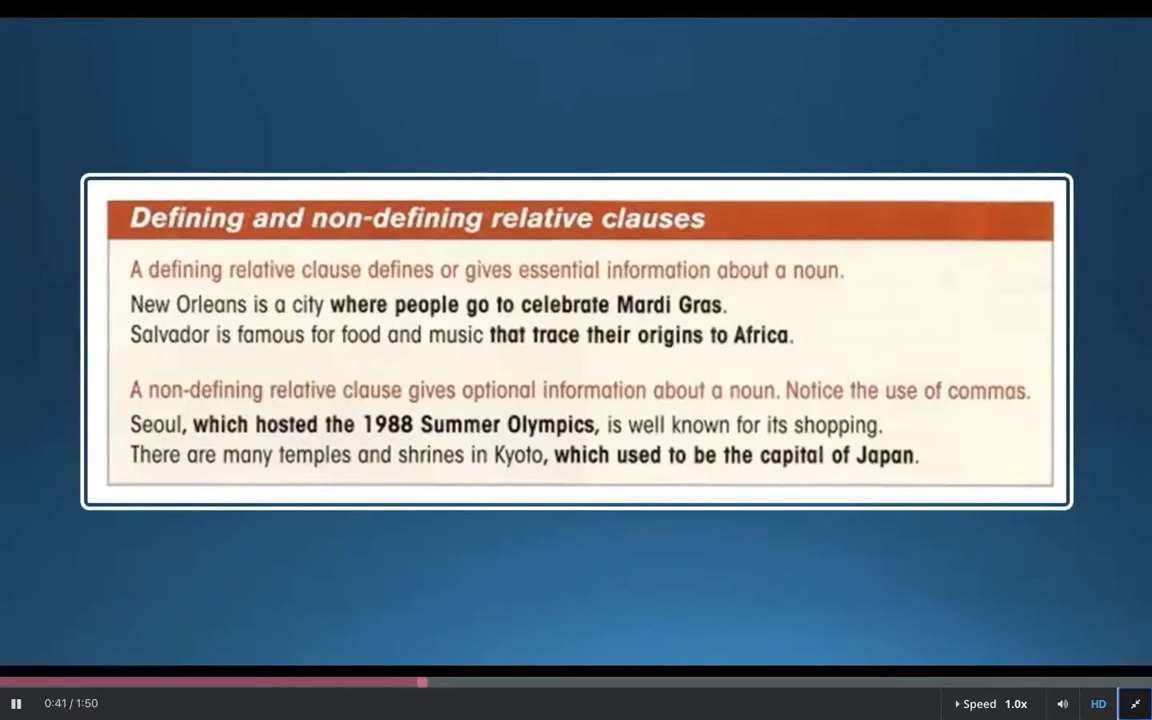 Defining and non-defining relative clauses
A defining relative clause defines or gives essential information about a noun.
New Orleans is a city where people go to celebrate Mardi Gras.
Salvador is famous for food and music that trace their origins to Africa.
A non-defining relative clause gives optional information about a noun. Notice the use of commas.
Seoul, which hosted the 1988 Summer Olympics, is well known for its shopping.
There are many temples and shrines in Kyoto, which used to be the capital of Japan.
0:41 / 1:50
Speed 1.0x
HD